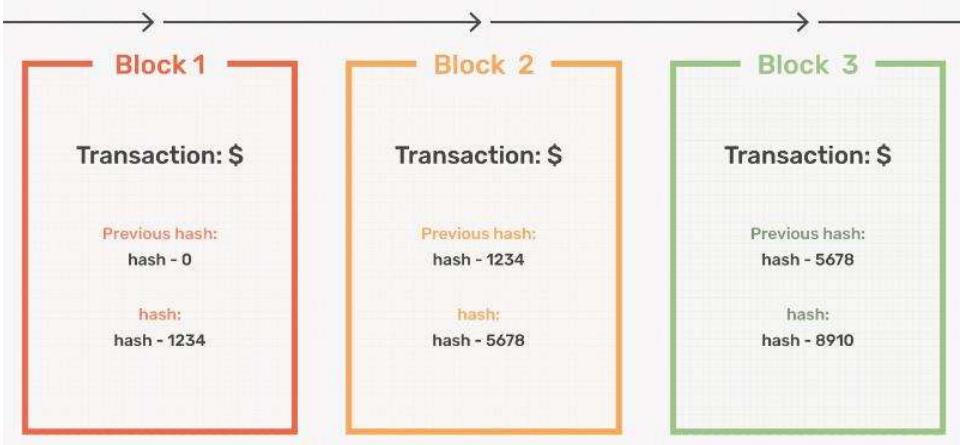 Block 1
Transaction: $
Previous hash:
hash - 0
hash:
hash - 1234
Block 2
Transaction: $
Previous hash:
hash - 1234
hash:
hash - 5678
Block 3
Transaction: $
Previous hash:
hash - 5678
hash:
hash - 8910